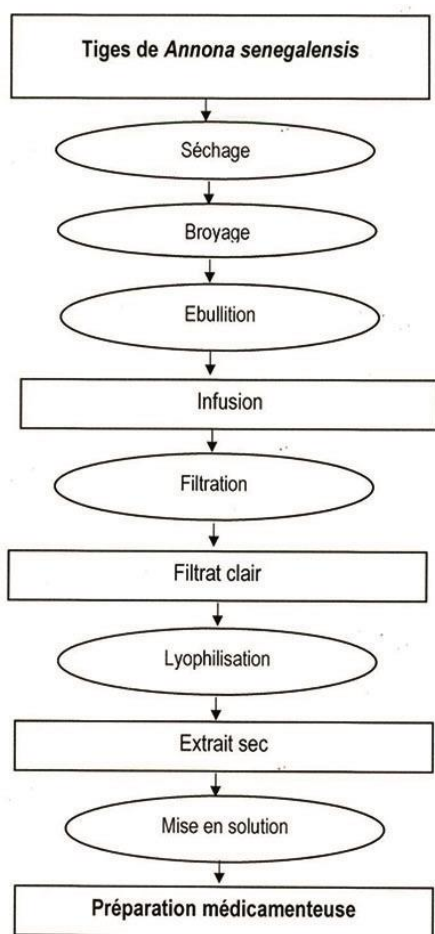 Tiges de Annona senegalensis
Séchage
Broyage
Ebullition
Infusion
Filtration
Filtrat clair
Lyophilisation
Extrait sec
Mise en solution
Préparation médicamenteuse